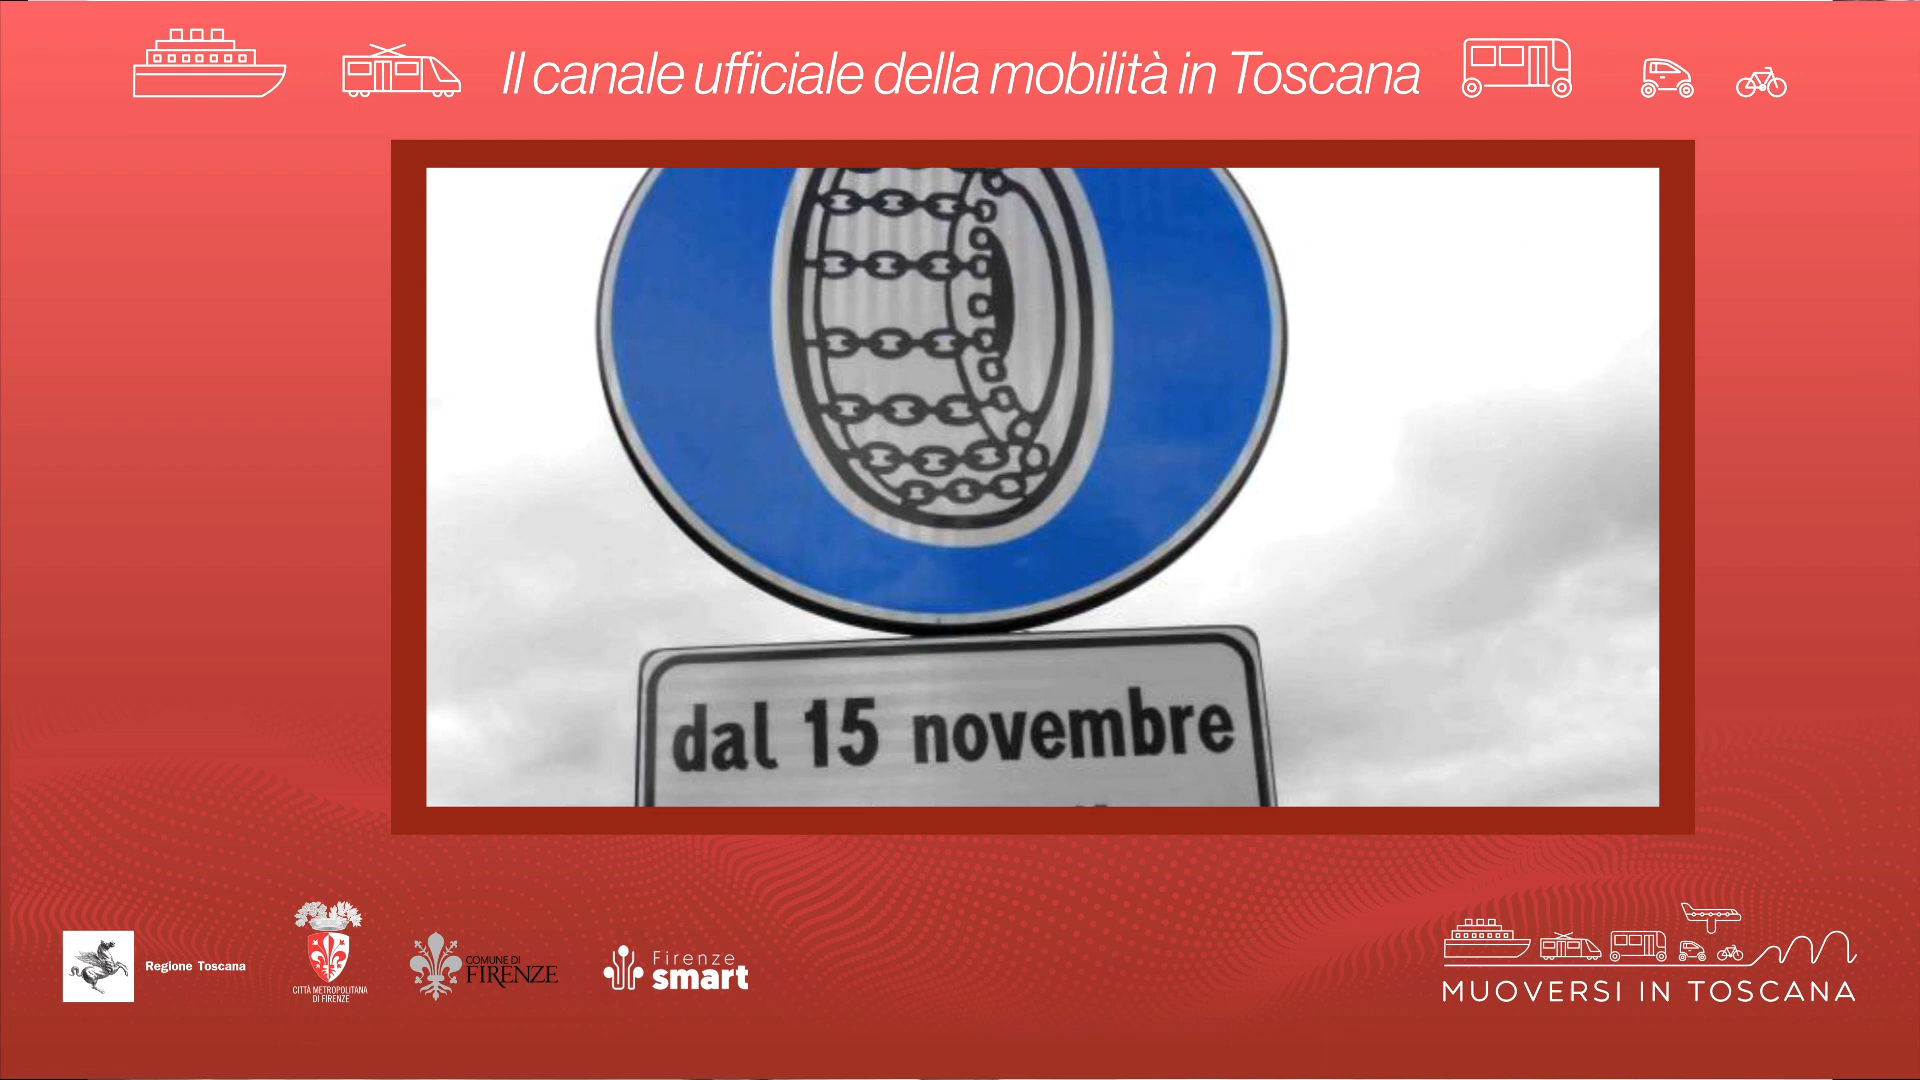 Il canale ufficiale della mobilità in Toscana
dal 15 novembre
Regione Toscana
CITTÀ METROPOLITANA
DI FIRENZE
COMUNE DI
FIRENZE
Firenze
smart
MUOVERSI IN TOSCANA